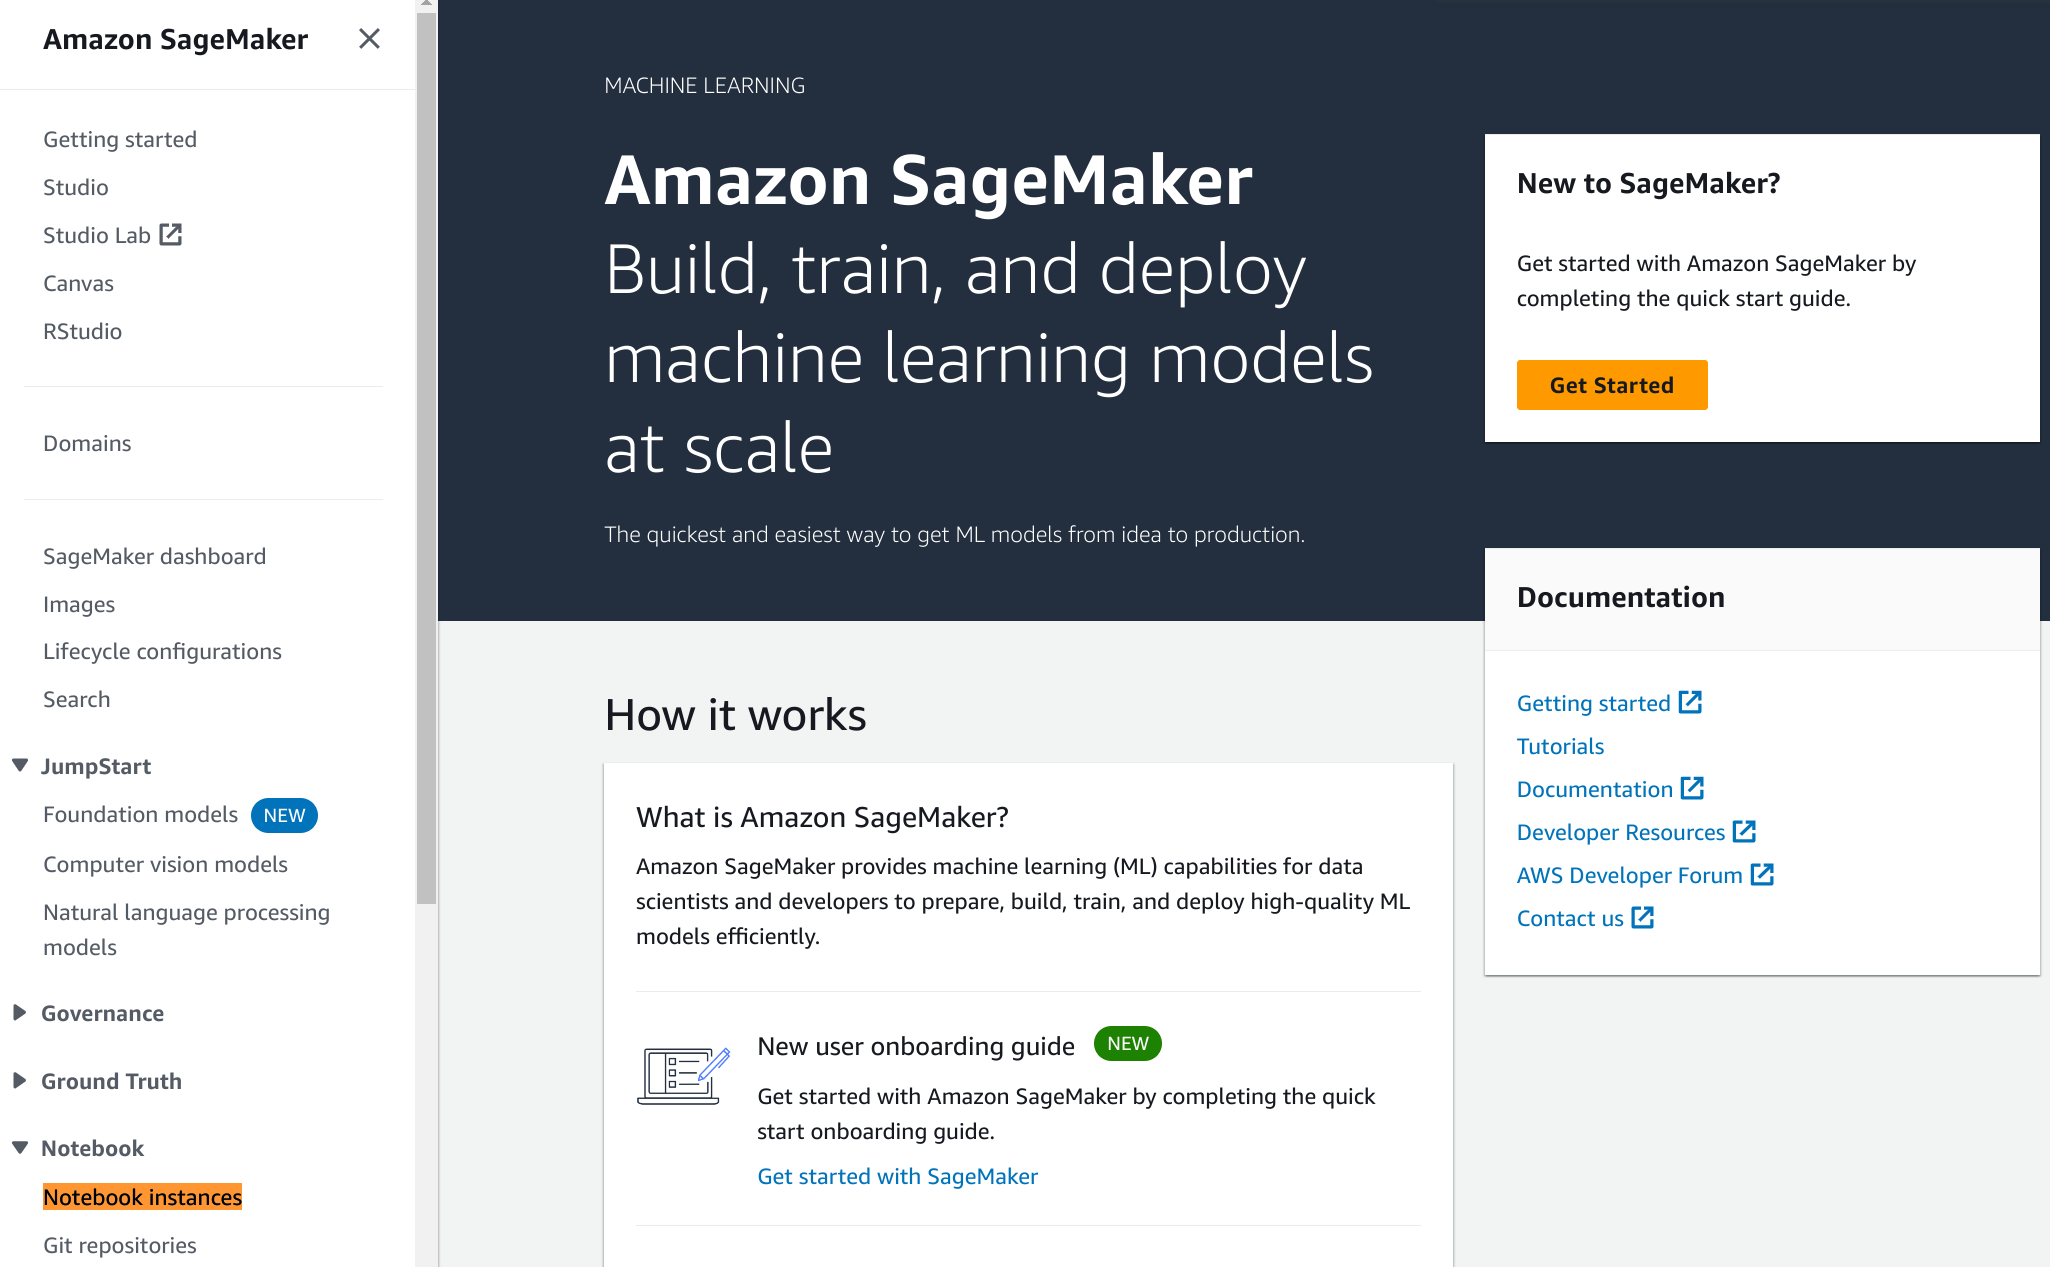 Amazon SageMaker
Getting started
Studio
Studio Lab
Canvas
RStudio
Domains
SageMaker dashboard
Images
Lifecycle configurations
Search
JumpStart
Foundation models NEW
Computer vision models
Natural language processing
models
Governance
Ground Truth
Notebook
Notebook instances
Git repositories
MACHINE LEARNING
Amazon SageMaker
Build, train, and deploy
machine learning models
at scale
The quickest and easiest way to get ML models from idea to production.
New to SageMaker?
Get started with Amazon SageMaker by
completing the quick start guide.
Get Started
How it works
What is Amazon SageMaker?
Amazon SageMaker provides machine learning (ML) capabilities for data
scientists and developers to prepare, build, train, and deploy high-quality ML
models efficiently.
New user onboarding guide NEW
Get started with Amazon SageMaker by completing the quick
start onboarding guide.
Get started with SageMaker
Documentation
Getting started
Tutorials
Documentation
Developer Resources
AWS Developer Forum
Contact us